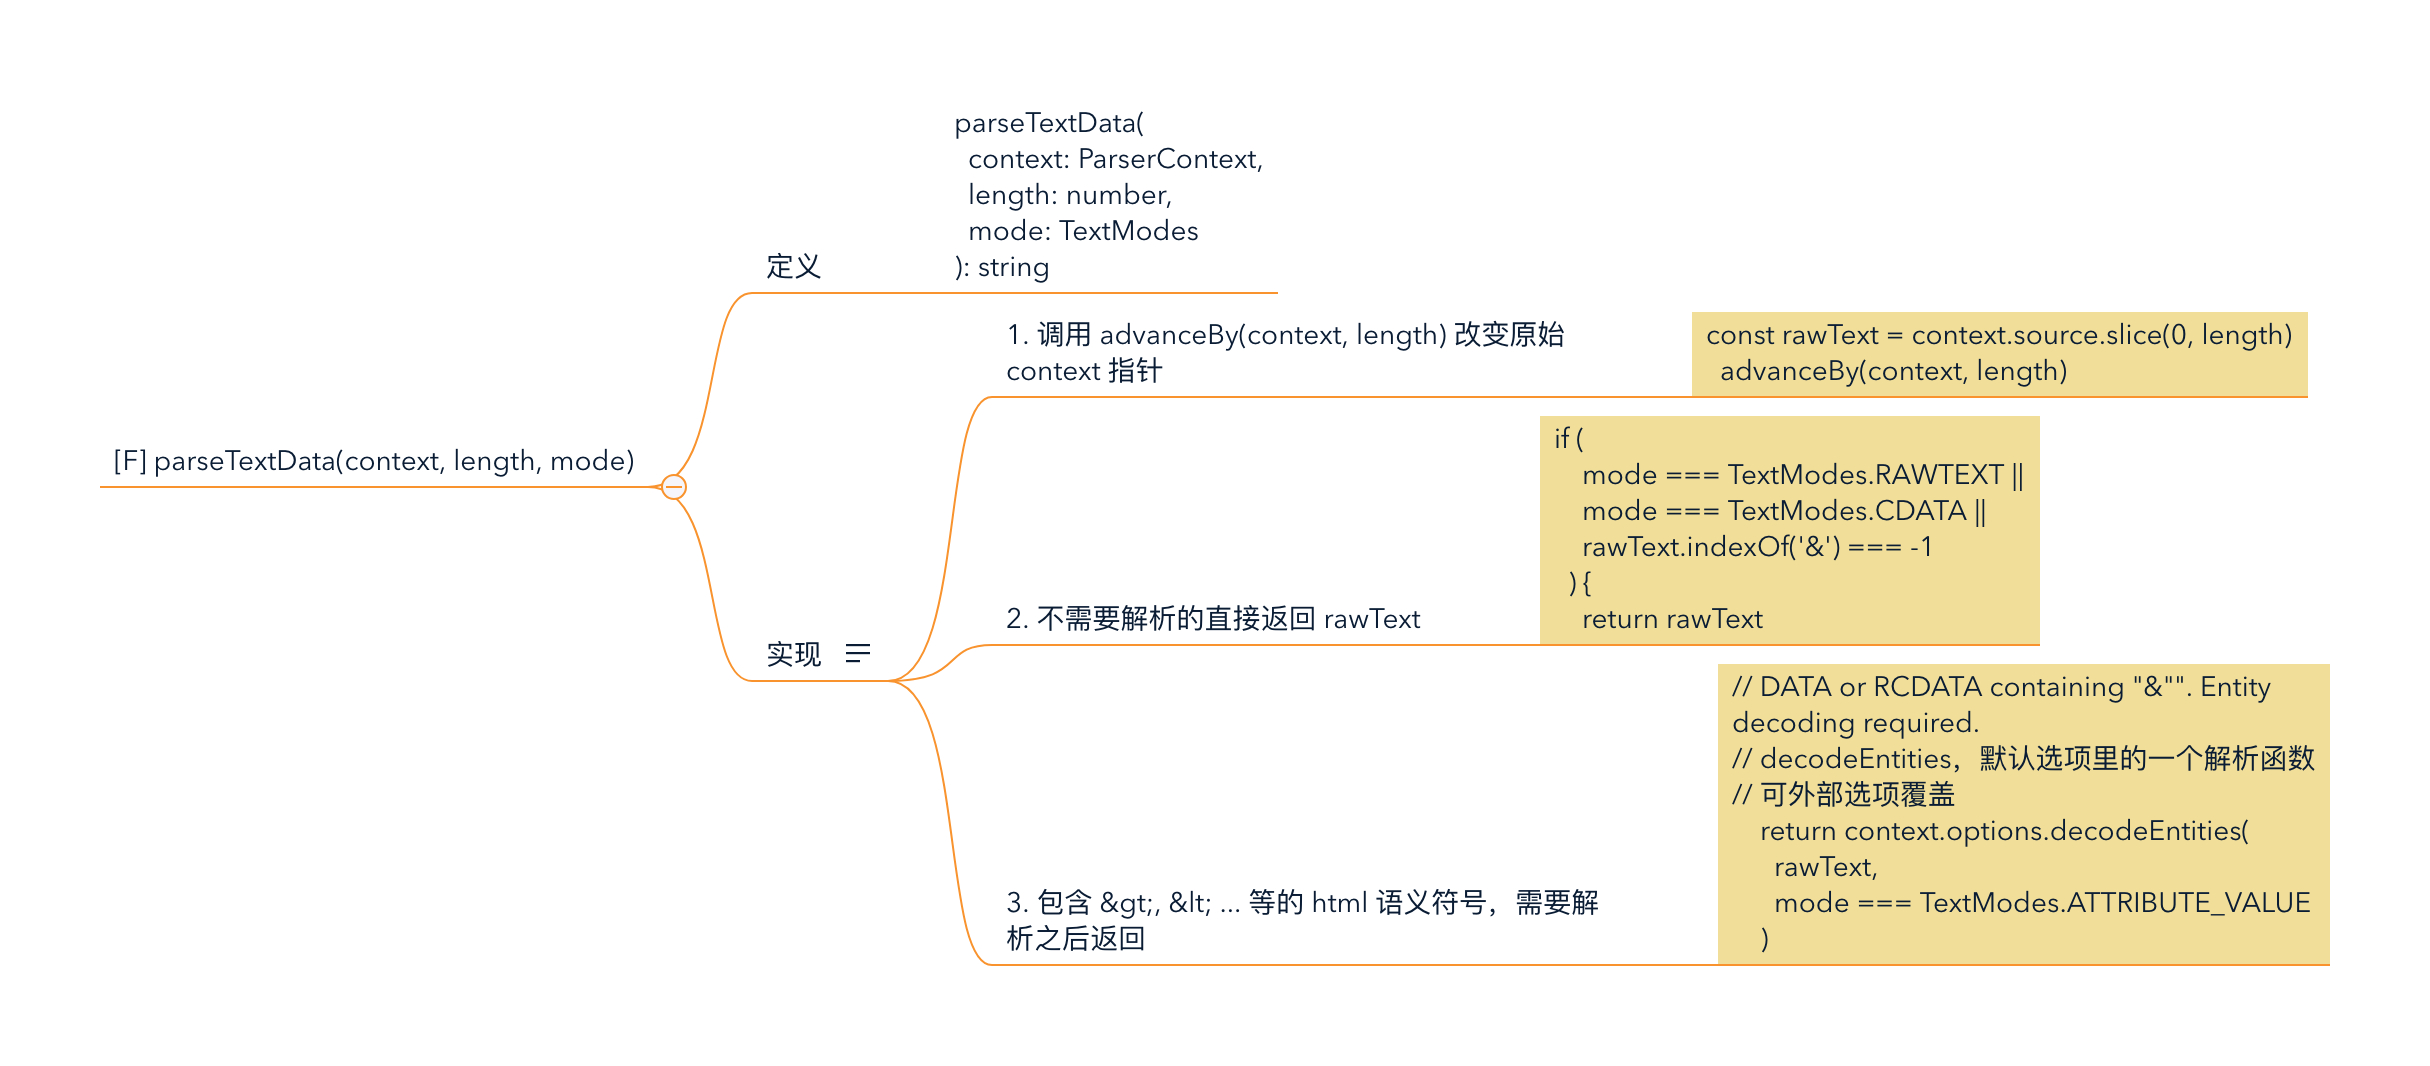 [F] parseTextData(context, length, mode)
定义
parseTextData(
  context: ParserContext,
  length: number,
  mode: TextModes
): string
实现
1. 调用 advanceBy(context, length) 改变原始
context 指针
const rawText = context.source.slice(0, length)
  advanceBy(context, length)
2. 不需要解析的直接返回 rawText
if (
    mode === TextModes.RAWTEXT ||
    mode === TextModes.CDATA ||
    rawText.indexOf('&') === -1
  ) {
    return rawText
3. 包含 &gt;, &lt; ... 等的 html 语义符号，需要解
析之后返回
// DATA or RCDATA containing "&"". Entity
decoding required.
// decodeEntities，默认选项里的一个解析函数
// 可外部选项覆盖
    return context.options.decodeEntities(
      rawText,
      mode === TextModes.ATTRIBUTE_VALUE
    )